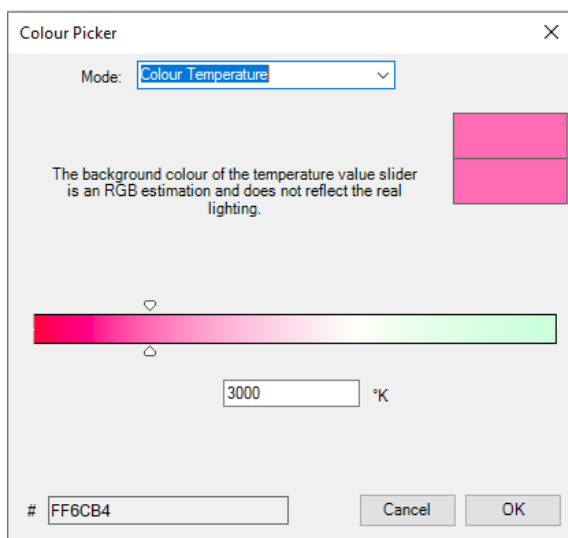 Colour Picker
Mode: Colour Temperature
The background colour of the temperature value slider
is an RGB estimation and does not reflect the real
lighting.
3000 °K
# FF6CB4 Cancel OK